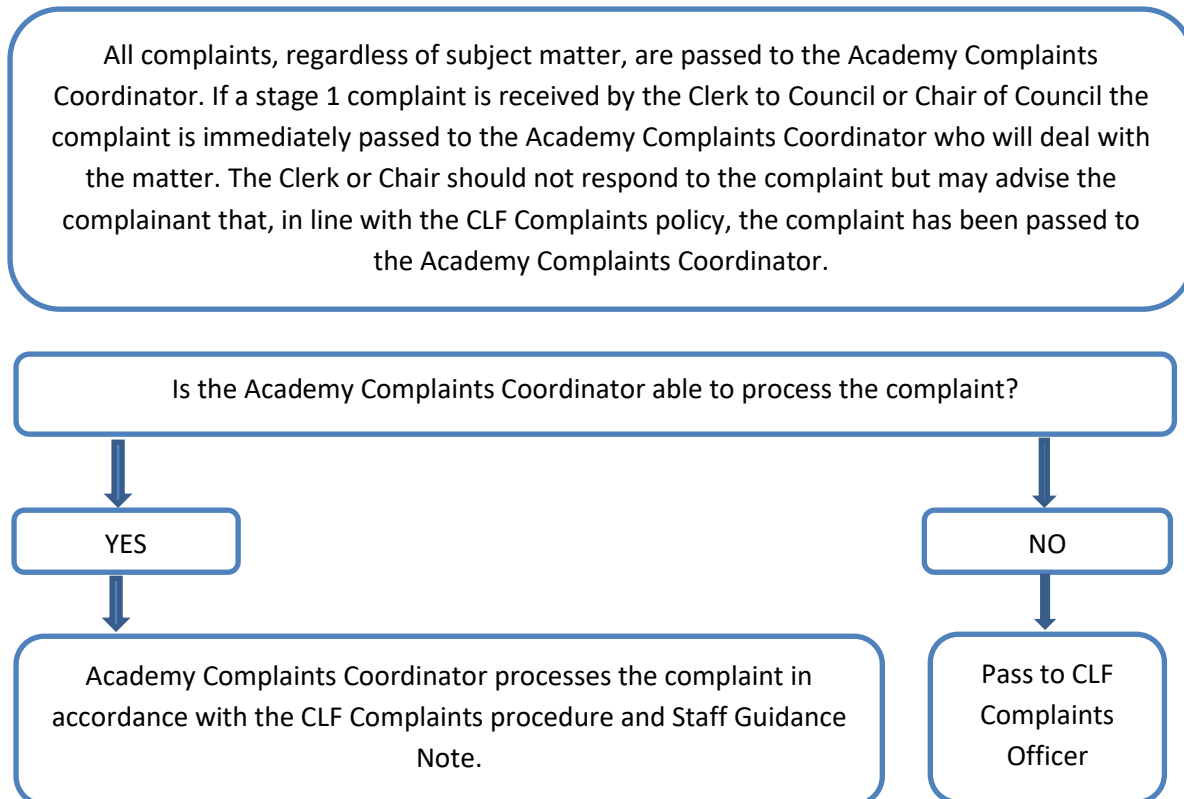 All complaints, regardless of subject matter, are passed to the Academy Complaints
Coordinator. If a stage 1 complaint is received by the Clerk to Council or Chair of Council the
complaint is immediately passed to the Academy Complaints Coordinator who will deal with
the matter. The Clerk or Chair should not respond to the complaint but may advise the
complainant that, in line with the CLF Complaints policy, the complaint has been passed to
the Academy Complaints Coordinator.
Is the Academy Complaints Coordinator able to process the complaint?
YES
NO
Academy Complaints Coordinator processes the complaint in
accordance with the CLF Complaints procedure and Staff Guidance
Note.
Pass to CLF
Complaints
Officer